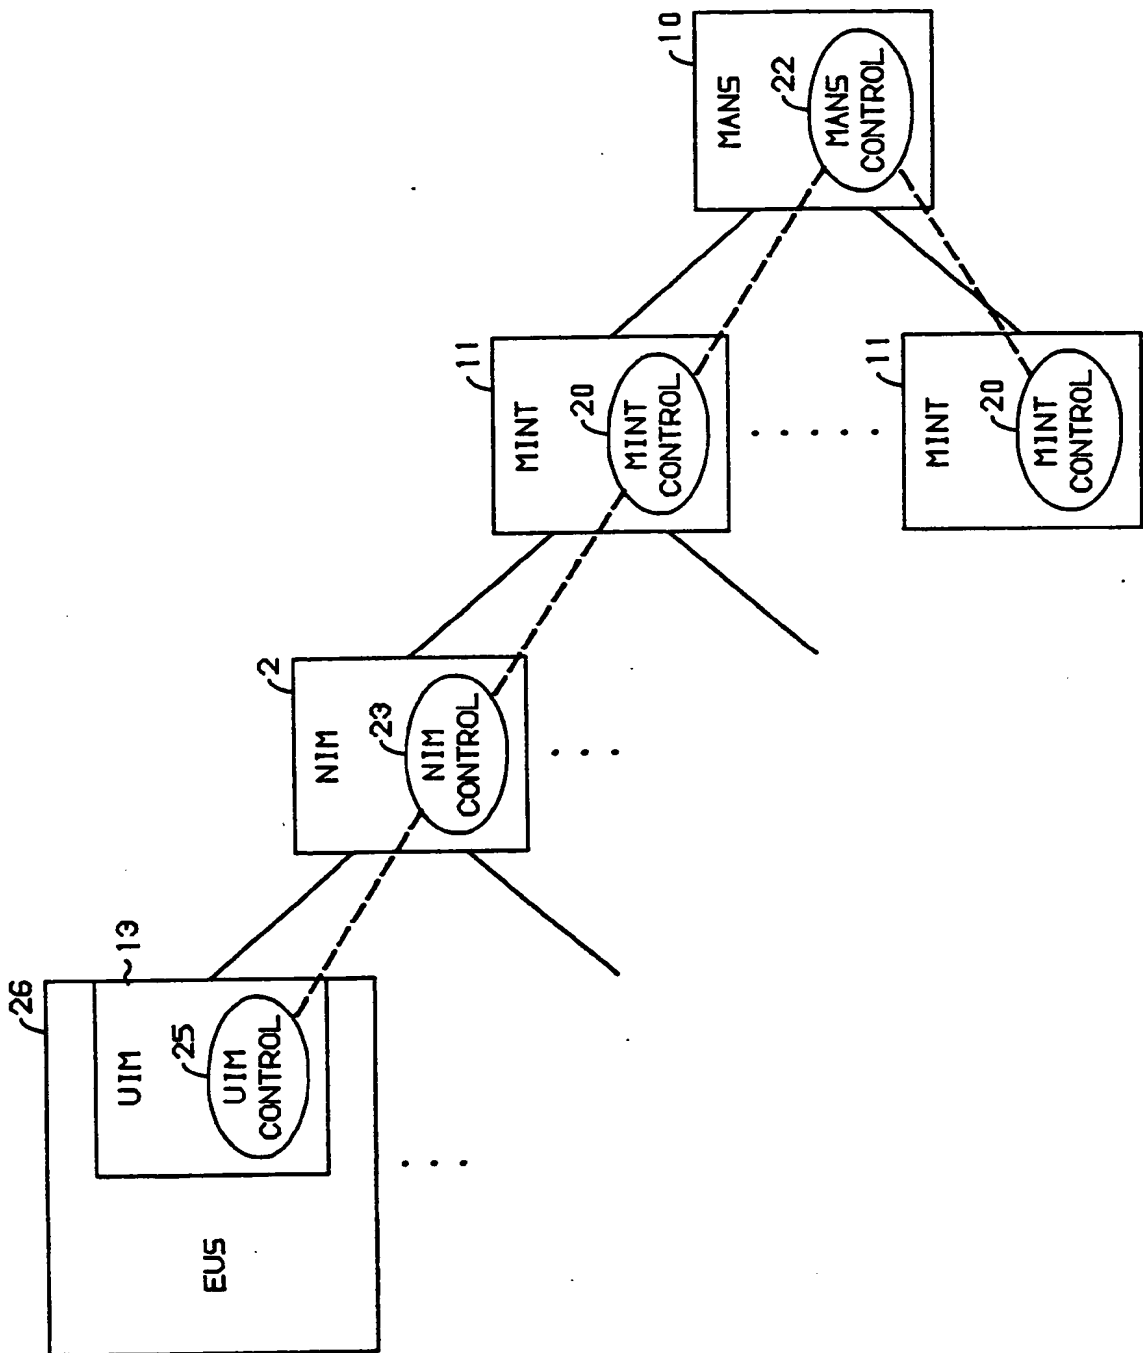 26
13
UIM
25
UIM
CONTROL
EUS
2
NIM
23
NIM
CONTROL
11
MINT
20
MINT
CONTROL
11
MINT
20
MINT
CONTROL
10
MANS
22
MANS
CONTROL